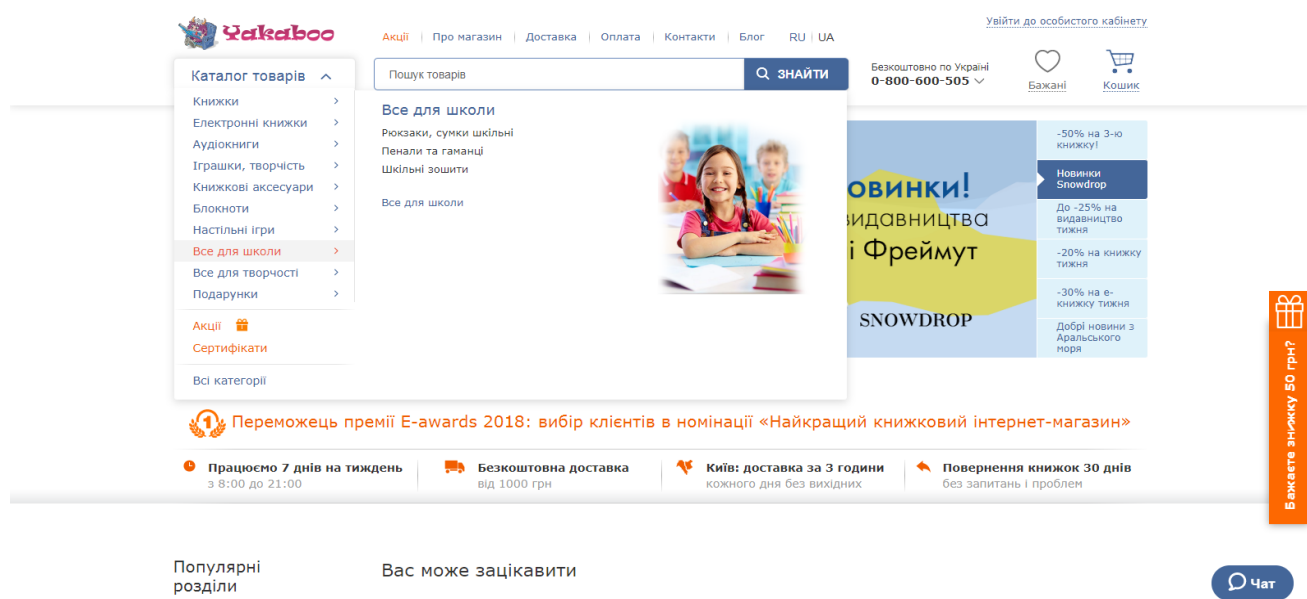 Увійти до особистого кабінету
Yakaboo
Акції
Про магазин
Доставка
Оплата
Контакти
Блог
RU
UA
Каталог товарів
Пошук товарів
ЗНАЙТИ
Безкоштовно по Україні
0-800-600-505
Бажані
Кошик
Книжки
Електронні книжки
Аудіокниги
Іграшки, творчість
Книжкові аксесуари
Блокноти
Настільні ігри
Все для школи
Все для творчості
Подарунки
Акції
Сертифікати
Всі категорії
Все для школи
Рюкзаки, сумки шкільні
Пенали та гаманці
Шкільні зошити
Все для школи
овинки!
видавництва
і Фреймут
SNOWDROP
-50% на 3-ю
книжку!
Новинки
Snowdrop
До -25% на
видавництво
тижня
-20% на книжку
тижня
-30% на е-
книжку тижня
Добрі новини з
Аральського
моря
Бажаєте знижку 50 грн?
1
Переможець премії E-awards 2018: вибір клієнтів в номінації «Найкращий книжковий інтернет-магазин»
Працюємо 7 днів на тиждень
з 8:00 до 21:00
Безкоштовна доставка
від 1000 грн
Київ: доставка за 3 години
кожного дня без вихідних
Повернення книжок 30 днів
без запитань і проблем
Популярні
розділи
Вас може зацікавити
Чат